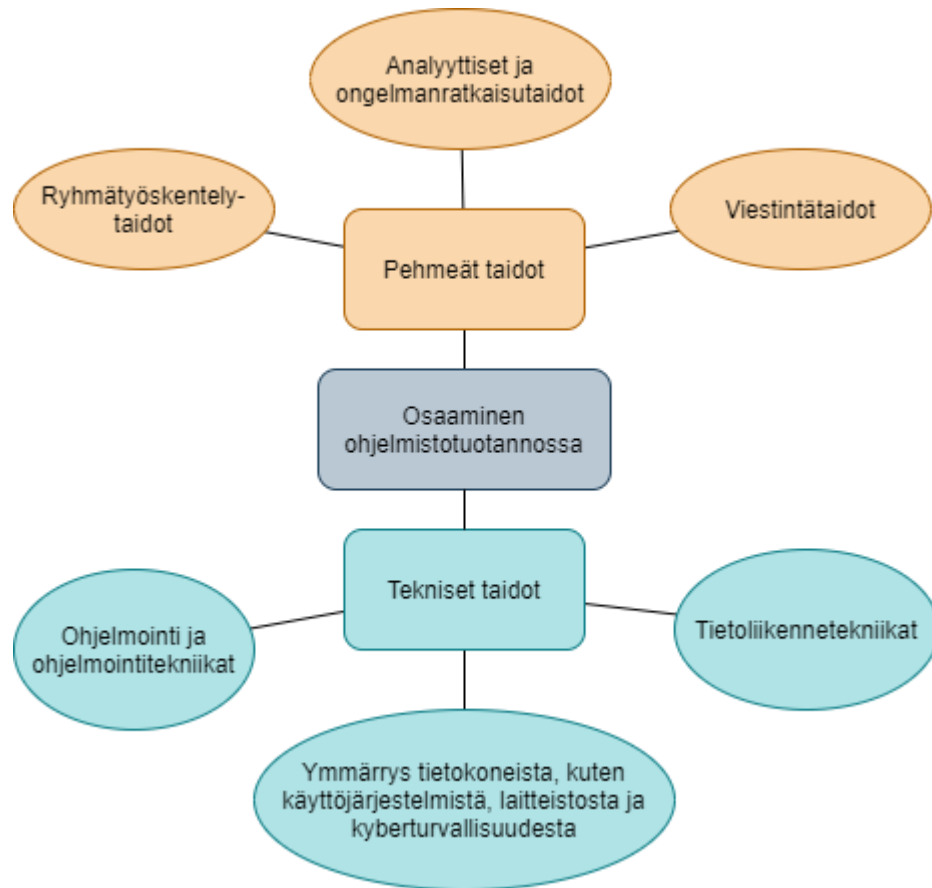 Analyyttiset ja
ongelmanratkaisutaidot
Ryhmätyöskentely-
taidot
Viestintätaidot
Pehmeät taidot
Osaaminen
ohjelmistotuotannossa
Tekniset taidot
Ohjelmointi ja
ohjelmointitekniikat
Tietoliikennetekniikat
Ymmärrys tietokoneista, kuten
käyttöjärjestelmistä, laitteistosta ja
kyberturvallisuudesta